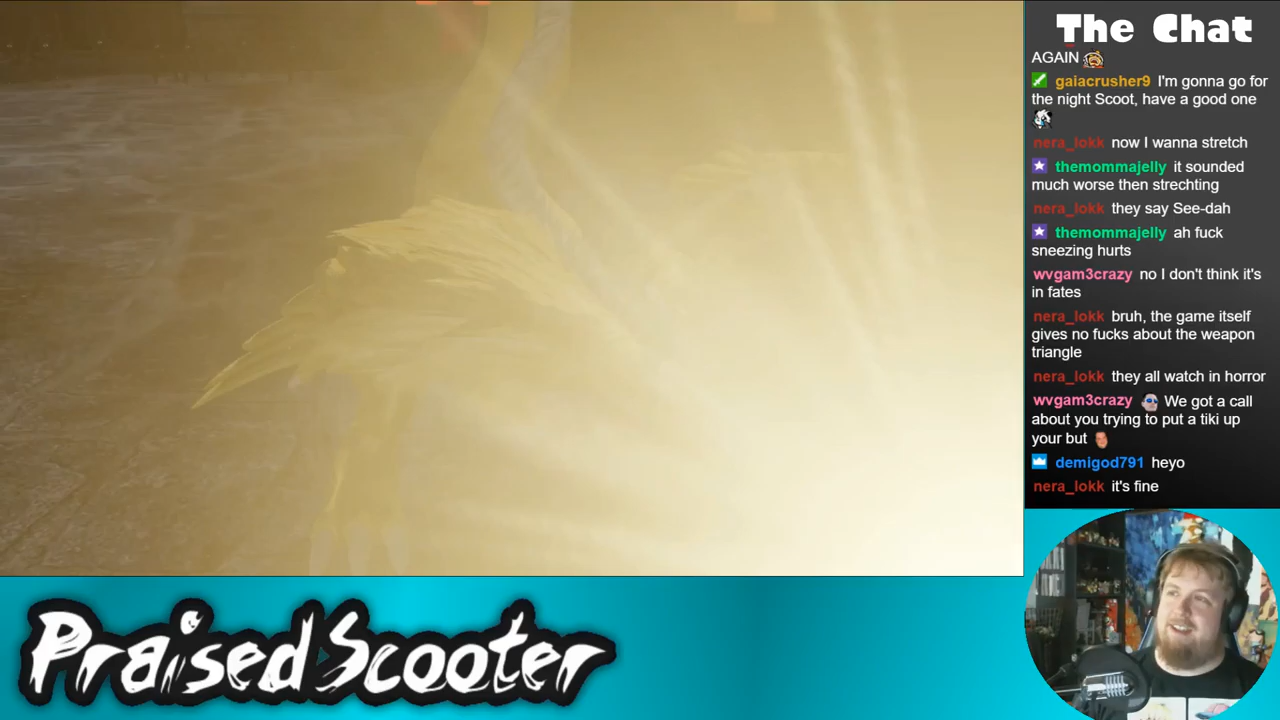 The Chat
AGAIN
gaiacrusher9 I'm gonna go for
the night Scoot, have a good one
nera_lokk now I wanna stretch
themommajelly it sounded
much worse then strechting
nera_lokk they say See-dah
themommajelly ah fuck
sneezing hurts
wvgam3crazy no I don't think it's
in fates
nera_lokk bruh, the game itself
gives no fucks about the weapon
triangle
nera_lokk they all watch in horror
wvgam3crazy We got a call
about you trying to put a tiki up
your but
demigod791 heyo
nera_lokk it's fine
PraisedScooter